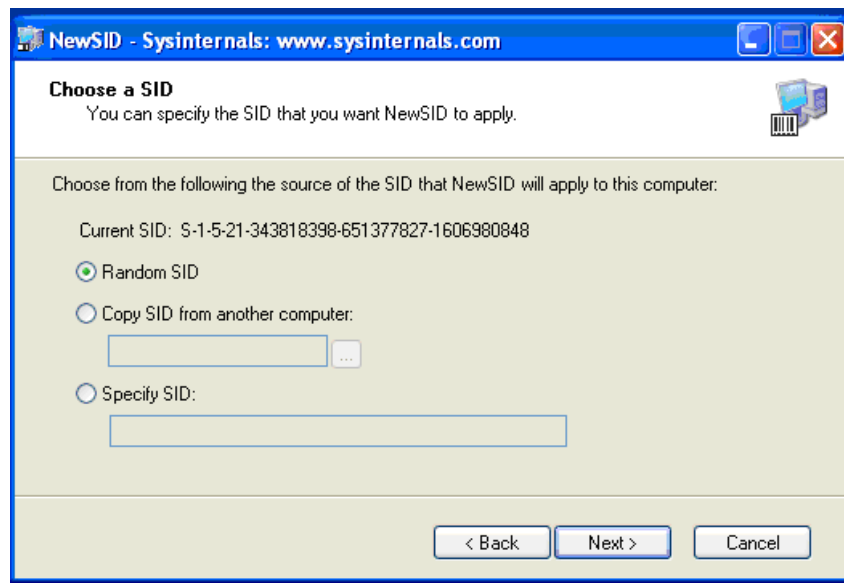 NewSID - Sysinternals: www.sysinternals.com
Choose a SID
You can specify the SID that you want NewSID to apply.
Choose from the following the source of the SID that NewSID will apply to this computer:
Current SID: S-1-5-21-343818398-651377827-1606980848
Random SID
Copy SID from another computer:
...
Specify SID:
< Back Next > Cancel